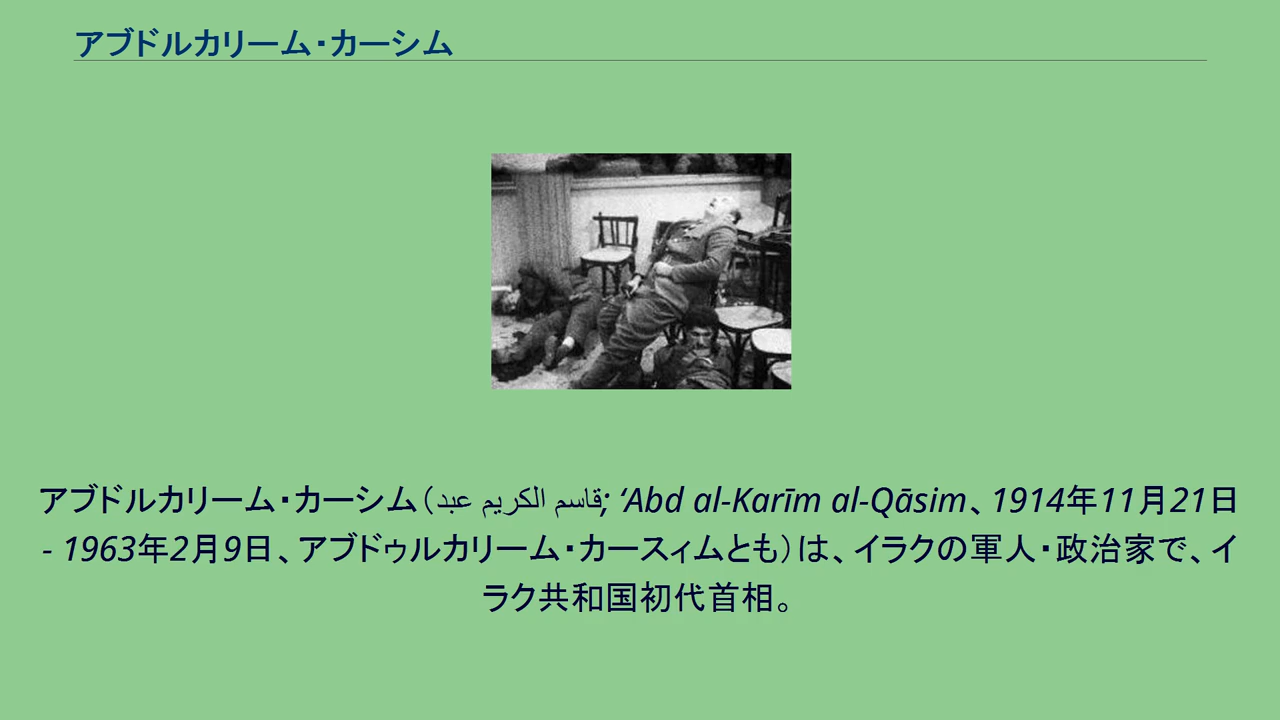 アブドルカリーム・カーシム
アブドルカリーム・カーシム（قاسم الكريم عبد; ‘Abd al-Karīm al-Qāsim、1914年11月21日
- 1963年2月9日、アブドゥルカリーム・カースィムとも）は、イラクの軍人・政治家で、イ
ラク共和国初代首相。